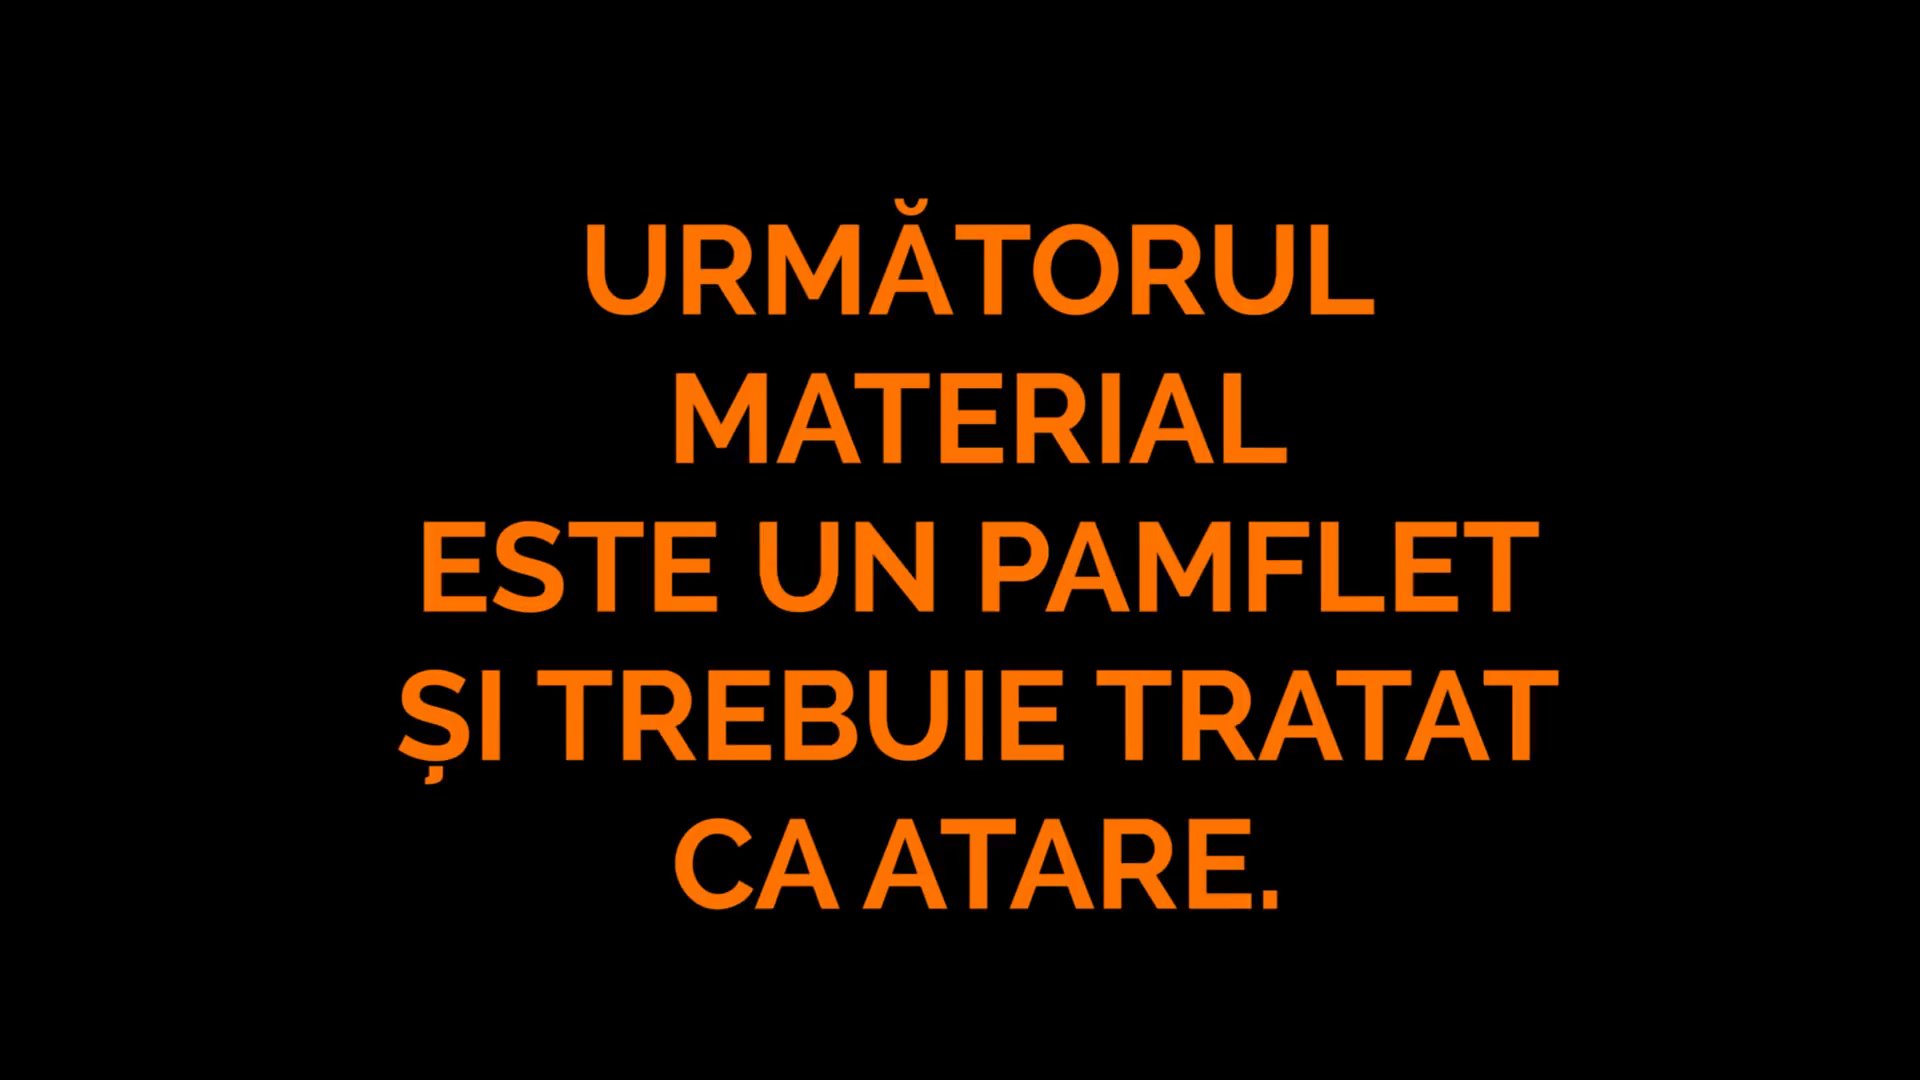 URMĂTORUL
MATERIAL
ESTE UN PAMFLET
ȘI TREBUIE TRATAT
CA ATARE.